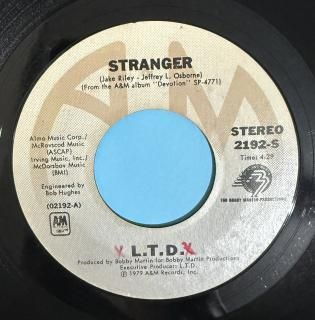 STRANGER
(Jake Riley - Jeffrey L. Osborne)
(From the A&M album "Devotion" SP-4771)
Almo Music Corp./
McRovscod Music
(ASCAP)
Irving Music, Inc./
McDorsbov Music
(BMI)
Engineered by
Bob Hughes
(02192-A)
A&M
STEREO
2192-S
Time: 4:29
THE BOBBY MARTIN PRODUCTIONS
L.T.D.
Produced by Bobby Martin for Bobby Martin Productions
Executive Producer: L.T.D.
℗ 1979 A&M Records, Inc.